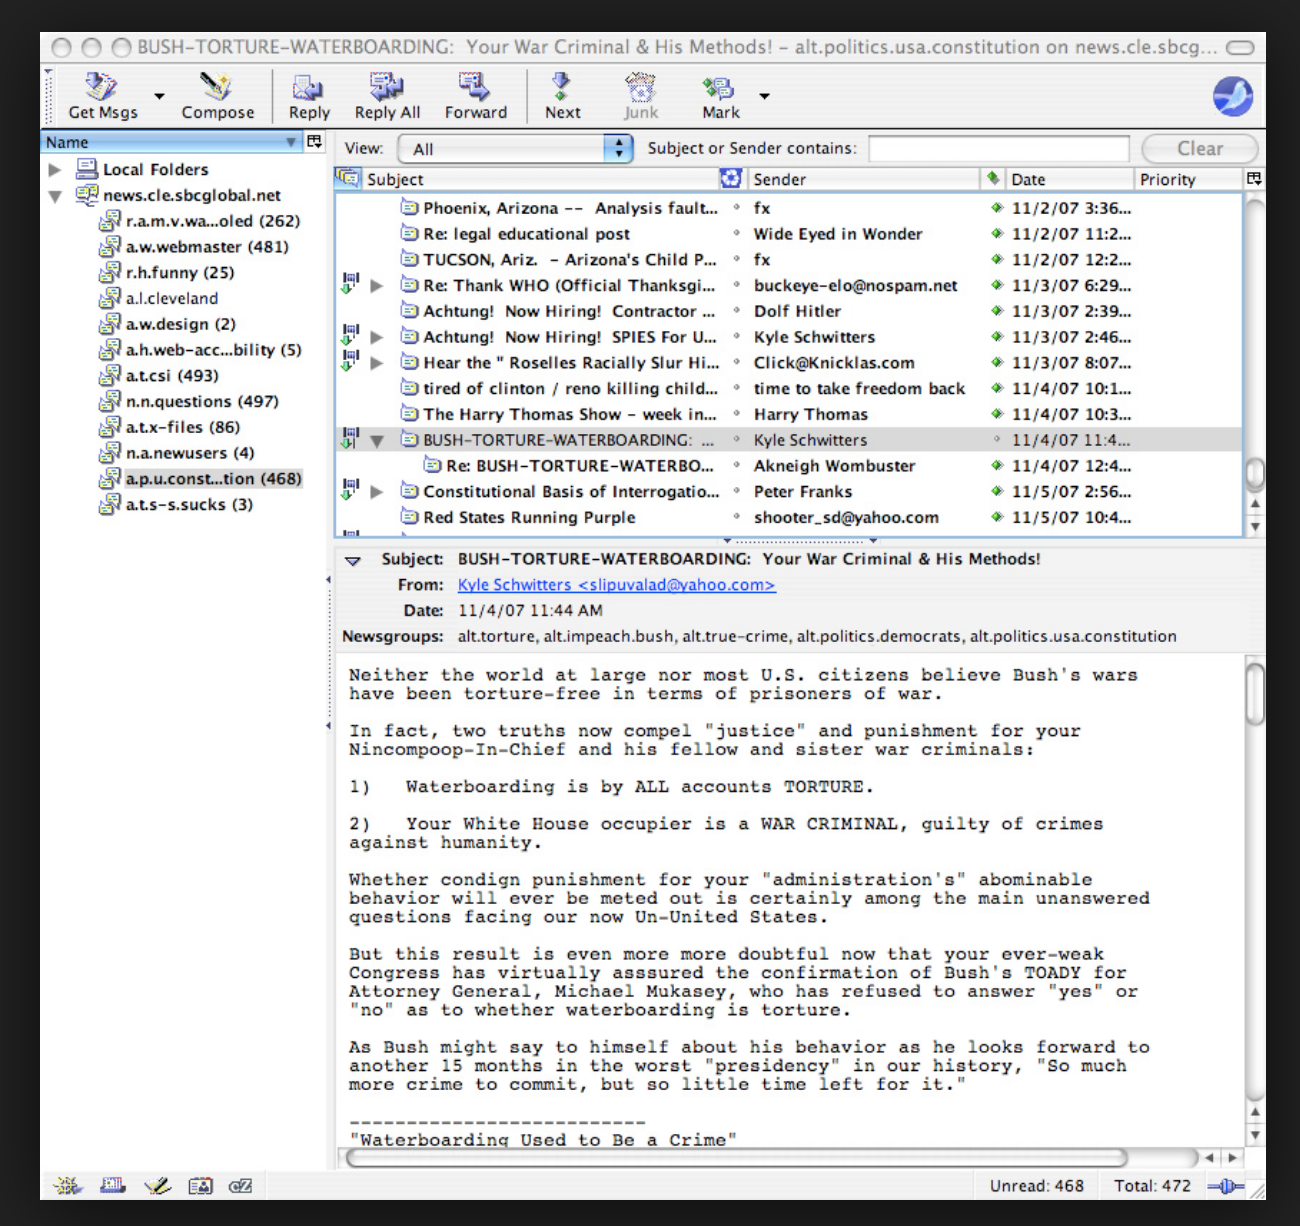 BUSH-TORTURE-WATERBOARDING:  Your War Criminal & His Methods! – alt.politics.usa.constitution on news.cle.sbcg...
Get Msgs Compose Reply Reply All Forward Next Junk Mark
Name
View: All Subject or Sender contains: Clear
Subject Sender Date Priority
Local Folders
news.cle.sbcglobal.net
r.a.m.v.wa...oled (262)
a.w.webmaster (481)
r.h.funny (25)
a.l.cleveland
a.w.design (2)
a.h.web-acc...bility (5)
a.t.csi (493)
n.n.questions (497)
a.t.x-files (86)
n.a.newusers (4)
a.p.u.const...tion (468)
a.t.s-s.sucks (3)
Phoenix, Arizona -- Analysis fault... fx 11/2/07 3:36...
Re: legal educational post Wide Eyed in Wonder 11/2/07 11:2...
TUCSON, Ariz. - Arizona's Child P... fx 11/2/07 12:2...
Re: Thank WHO (Official Thanksgi... buckeye-elo@nospam.net 11/3/07 6:29...
Achtung! Now Hiring! Contractor ... Dolf Hitler 11/3/07 2:39...
Achtung! Now Hiring! SPIES For U... Kyle Schwitters 11/3/07 2:46...
Hear the " Roselles Racially Slur Hi... Click@Knicklas.com 11/3/07 8:07...
tired of clinton / reno killing child... time to take freedom back 11/4/07 10:1...
The Harry Thomas Show - week in... Harry Thomas 11/4/07 10:3...
BUSH-TORTURE-WATERBOARDING: ... Kyle Schwitters 11/4/07 11:4...
Re: BUSH-TORTURE-WATERBO... Akneigh Wombuster 11/4/07 12:4...
Constitutional Basis of Interrogatio... Peter Franks 11/5/07 2:56...
Red States Running Purple shooter_sd@yahoo.com 11/5/07 10:4...
Subject: BUSH-TORTURE-WATERBOARDING:  Your War Criminal & His Methods!
From: Kyle Schwitters <slipuvalad@yahoo.com>
Date: 11/4/07 11:44 AM
Newsgroups: alt.torture, alt.impeach.bush, alt.true-crime, alt.politics.democrats, alt.politics.usa.constitution
Neither the world at large nor most U.S. citizens believe Bush's wars
have been torture-free in terms of prisoners of war.
In fact, two truths now compel "justice" and punishment for your
Nincompoop-In-Chief and his fellow and sister war criminals:
1)   Waterboarding is by ALL accounts TORTURE.
2)   Your White House occupier is a WAR CRIMINAL, guilty of crimes
against humanity.
Whether condign punishment for your "administration's" abominable
behavior will ever be meted out is certainly among the main unanswered
questions facing our now Un-United States.
But this result is even more more doubtful now that your ever-weak
Congress has virtually asssured the confirmation of Bush's TOADY for
Attorney General, Michael Mukasey, who has refused to answer "yes" or
"no" as to whether waterboarding is torture.
As Bush might say to himself about his behavior as he looks forward to
another 15 months in the worst "presidency" in our history, "So much
more crime to commit, but so little time left for it."
--------------------------
"Waterboarding Used to Be a Crime"
cZ Unread: 468 Total: 472